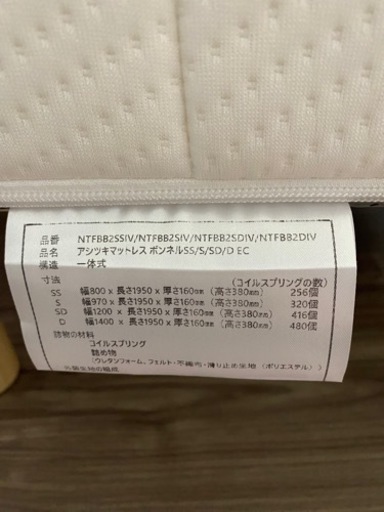 品番 NTFBB2SSIV/NTFBB2SIV/NTFBB2SDIV/NTFBB2DIV
品名 アシツキマットレス ボンネルSS/S/SD/D EC
構造 一体式
寸法 (コイルスプリングの数)
SS 幅800×長さ1950×厚さ160mm(高さ380mm) 256個
S 幅970×長さ1950×厚さ160mm(高さ380mm) 320個
SD 幅1200×長さ1950×厚さ160mm(高さ380mm) 416個
D 幅1400×長さ1950×厚さ160mm(高さ380mm) 480個
詰物の材料
コイルスプリング
詰め物
(ウレタンフォーム、フェルト・不織布・滑り止め生地(ポリエステル)
生地の組成